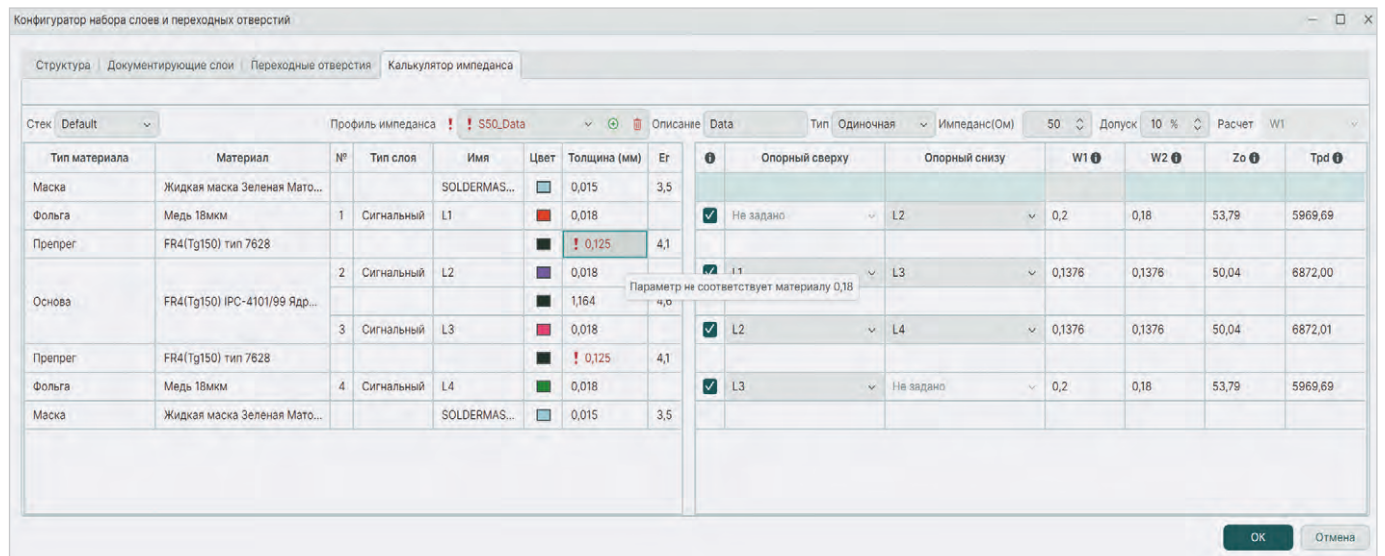 Конфигуратор набора слоев и переходных отверстий
Структура Документирующие слои Переходные отверстия Калькулятор импеданса
Стек Default Профиль импеданса ! ! S50_Data Описание Data Тип Одиночная Импеданс(Ом) 50 Допуск 10 % Расчет W1
Тип материала Материал № Тип слоя Имя Цвет Толщина (мм) Er Опорный сверху Опорный снизу W1 W2 Zo Tpd
Маска Жидкая маска Зеленая Мато... SOLDERMAS... 0,015 3,5
Фольга Медь 18мкм 1 Сигнальный L1 0,018 Не задано L2 0,2 0,18 53,79 5969,69
Препрег FR4(Tg150) тип 7628 ! 0,125 4,1
2 Сигнальный L2 0,018 L1 L3 0,1376 0,1376 50,04 6872,00
Параметр не соответствует материалу 0,18
Основа FR4(Tg150) IPC-4101/99 Ядр... 1,164 4,6
3 Сигнальный L3 0,018 L2 L4 0,1376 0,1376 50,04 6872,01
Препрег FR4(Tg150) тип 7628 ! 0,125 4,1
Фольга Медь 18мкм 4 Сигнальный L4 0,018 L3 Не задано 0,2 0,18 53,79 5969,69
Маска Жидкая маска Зеленая Мато... SOLDERMAS... 0,015 3,5
OK Отмена